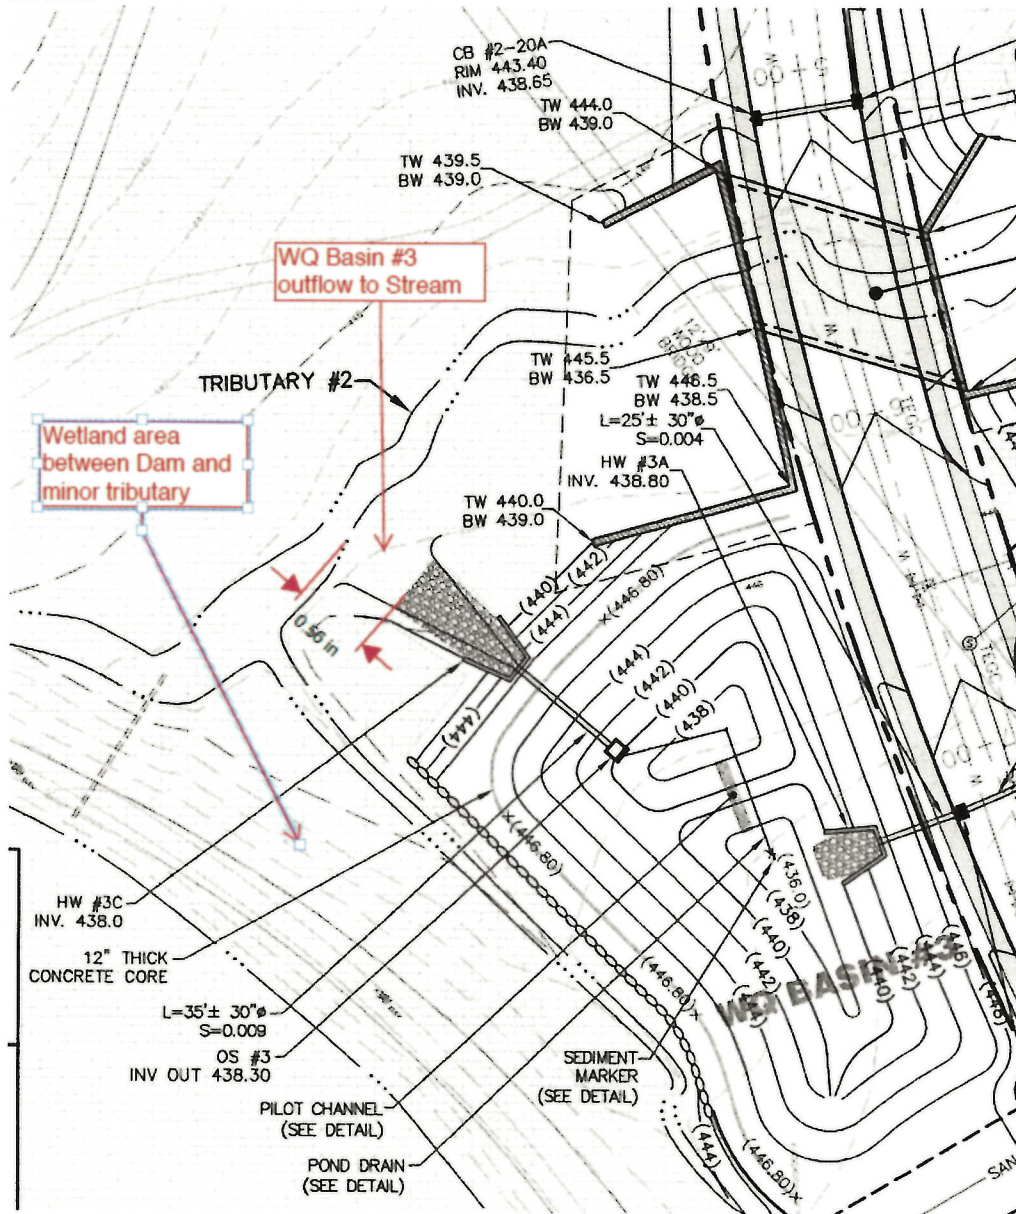 CB #2-20A
RIM 443.40
INV. 438.65
TW 444.0
BW 439.0
TW 439.5
BW 439.0
5+00
WQ Basin #3
outflow to Stream
TRIBUTARY #2
TW 445.5
BW 436.5
TW 446.5
BW 438.5
L=25'± 30"ø
S=0.004
HW #3A
INV. 438.80
Wetland area
between Dam and
minor tributary
TW 440.0
BW 439.0
(440)
(442)
(444)
(446.80)
446
0.56 in
(444)
(442)
(440)
(438)
(444)
(446.80)
(436.0)
(438)
(440)
(442)
(444)
(440)
(442)
(444)
(446)
(448)
WQ BASIN #3
(446.80)
HW #3C
INV. 438.0
12" THICK
CONCRETE CORE
L=35'± 30"ø
S=0.009
OS #3
INV OUT 438.30
PILOT CHANNEL
(SEE DETAIL)
POND DRAIN
(SEE DETAIL)
SEDIMENT
MARKER
(SEE DETAIL)
(444)
(446.80)
SAN